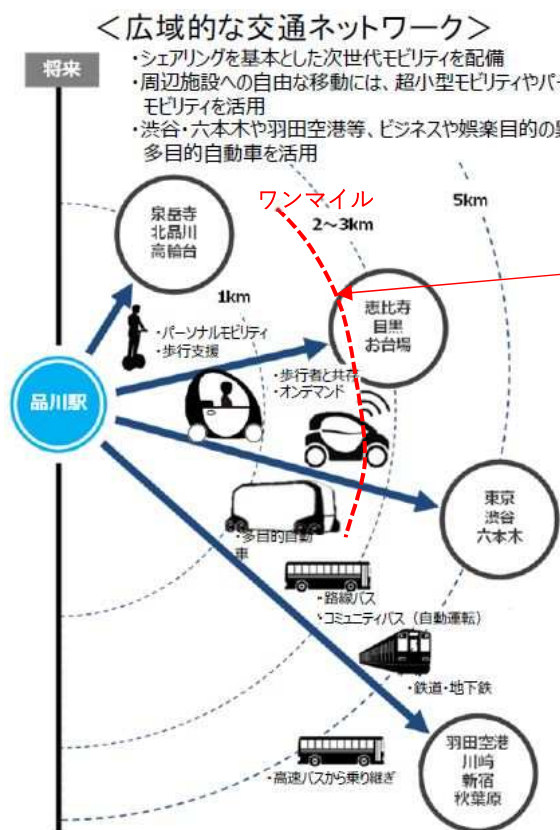 ＜広域的な交通ネットワーク＞
将来
・シェアリングを基本とした次世代モビリティを配備
・周辺施設への自由な移動には、超小型モビリティやパー
モビリティを活用
・渋谷・六本木や羽田空港等、ビジネスや娯楽目的の
多目的自動車を活用
ワンマイル
5km
2～3km
泉岳寺
北品川
高輪台
1km
恵比寿
目黒
お台場
・パーソナルモビリティ
・歩行支援
・歩行者と共存
・オンデマンド
品川駅
東京
渋谷
六本木
・多目的自動
車
・路線バス
・コミュニティバス（自動運転）
・鉄道・地下鉄
羽田空港
川崎
新宿
秋葉原
・高速バスから乗り継ぎ